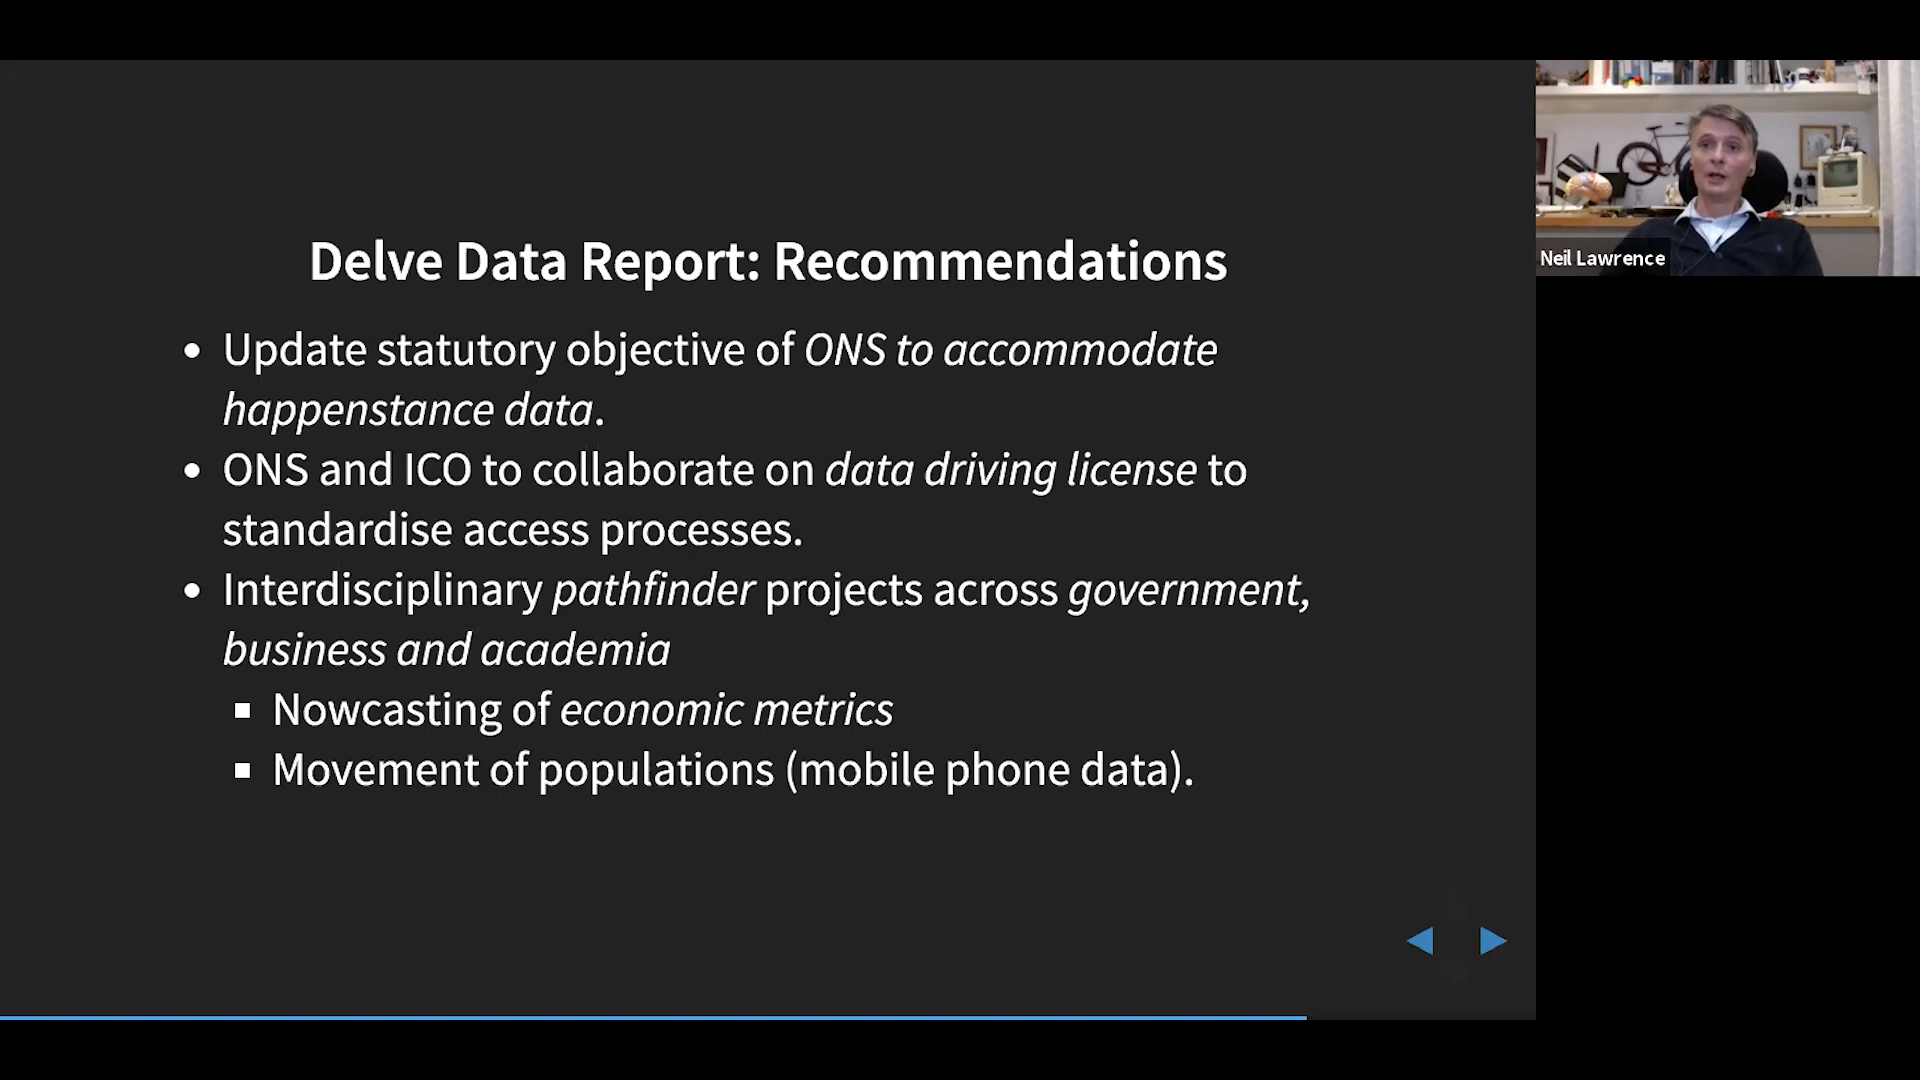 Delve Data Report: Recommendations
Update statutory objective of ONS to accommodate
happenstance data.
ONS and ICO to collaborate on data driving license to
standardise access processes.
Interdisciplinary pathfinder projects across government,
business and academia
Nowcasting of economic metrics
Movement of populations (mobile phone data).
Neil Lawrence